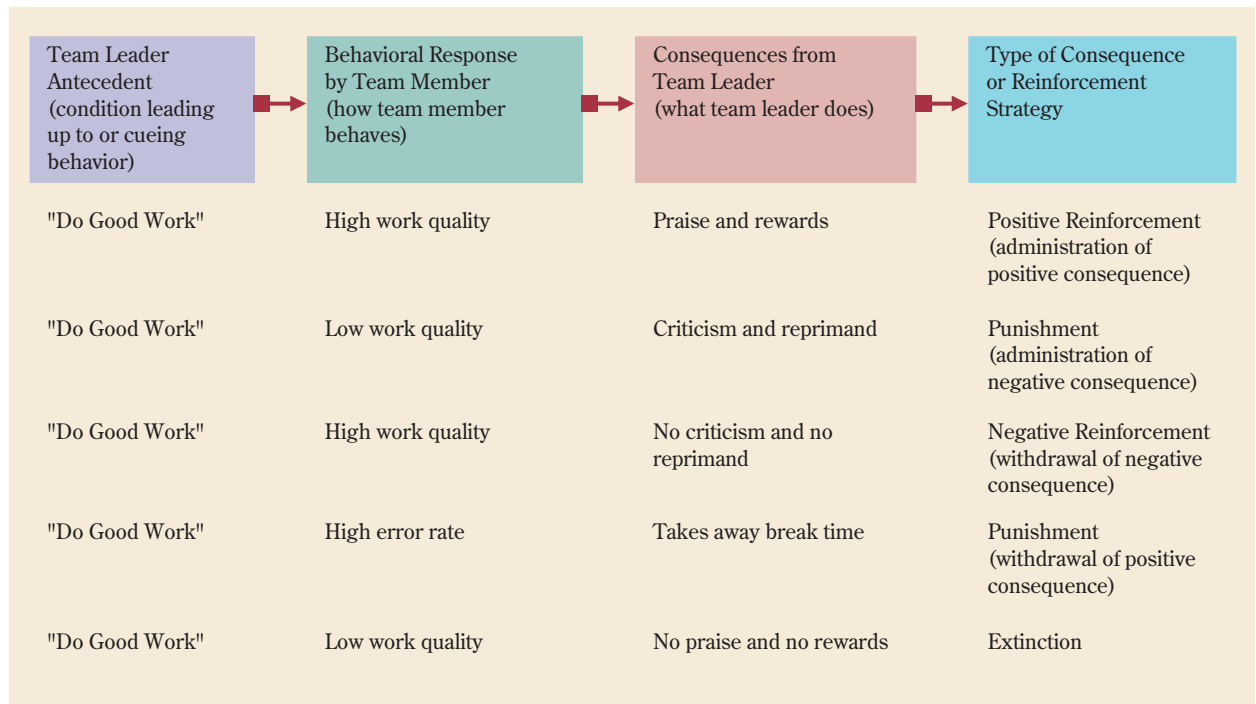 Team Leader
Antecedent
(condition leading
up to or cueing
behavior)
Behavioral Response
by Team Member
(how team member
behaves)
Consequences from
Team Leader
(what team leader does)
Type of Consequence
or Reinforcement
Strategy
"Do Good Work"
High work quality
Praise and rewards
Positive Reinforcement
(administration of
positive consequence)
"Do Good Work"
Low work quality
Criticism and reprimand
Punishment
(administration of
negative consequence)
"Do Good Work"
High work quality
No criticism and no
reprimand
Negative Reinforcement
(withdrawal of negative
consequence)
"Do Good Work"
High error rate
Takes away break time
Punishment
(withdrawal of positive
consequence)
"Do Good Work"
Low work quality
No praise and no rewards
Extinction